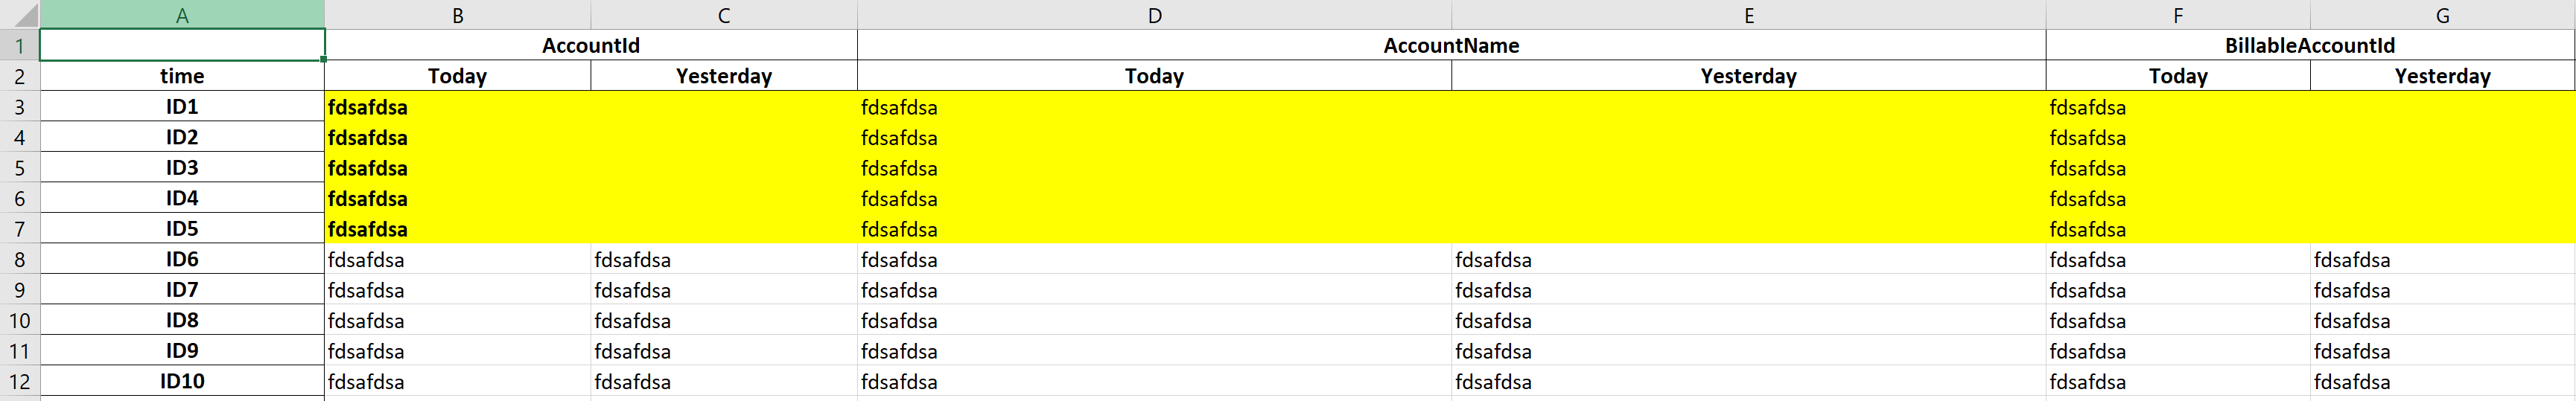 A B C D E F G
1 AccountId AccountName BillableAccountId
2 time Today Yesterday Today Yesterday Today Yesterday
3 ID1 fdsafdsa fdsafdsa fdsafdsa
4 ID2 fdsafdsa fdsafdsa fdsafdsa
5 ID3 fdsafdsa fdsafdsa fdsafdsa
6 ID4 fdsafdsa fdsafdsa fdsafdsa
7 ID5 fdsafdsa fdsafdsa fdsafdsa
8 ID6 fdsafdsa fdsafdsa fdsafdsa fdsafdsa fdsafdsa fdsafdsa
9 ID7 fdsafdsa fdsafdsa fdsafdsa fdsafdsa fdsafdsa fdsafdsa
10 ID8 fdsafdsa fdsafdsa fdsafdsa fdsafdsa fdsafdsa fdsafdsa
11 ID9 fdsafdsa fdsafdsa fdsafdsa fdsafdsa fdsafdsa fdsafdsa
12 ID10 fdsafdsa fdsafdsa fdsafdsa fdsafdsa fdsafdsa fdsafdsa